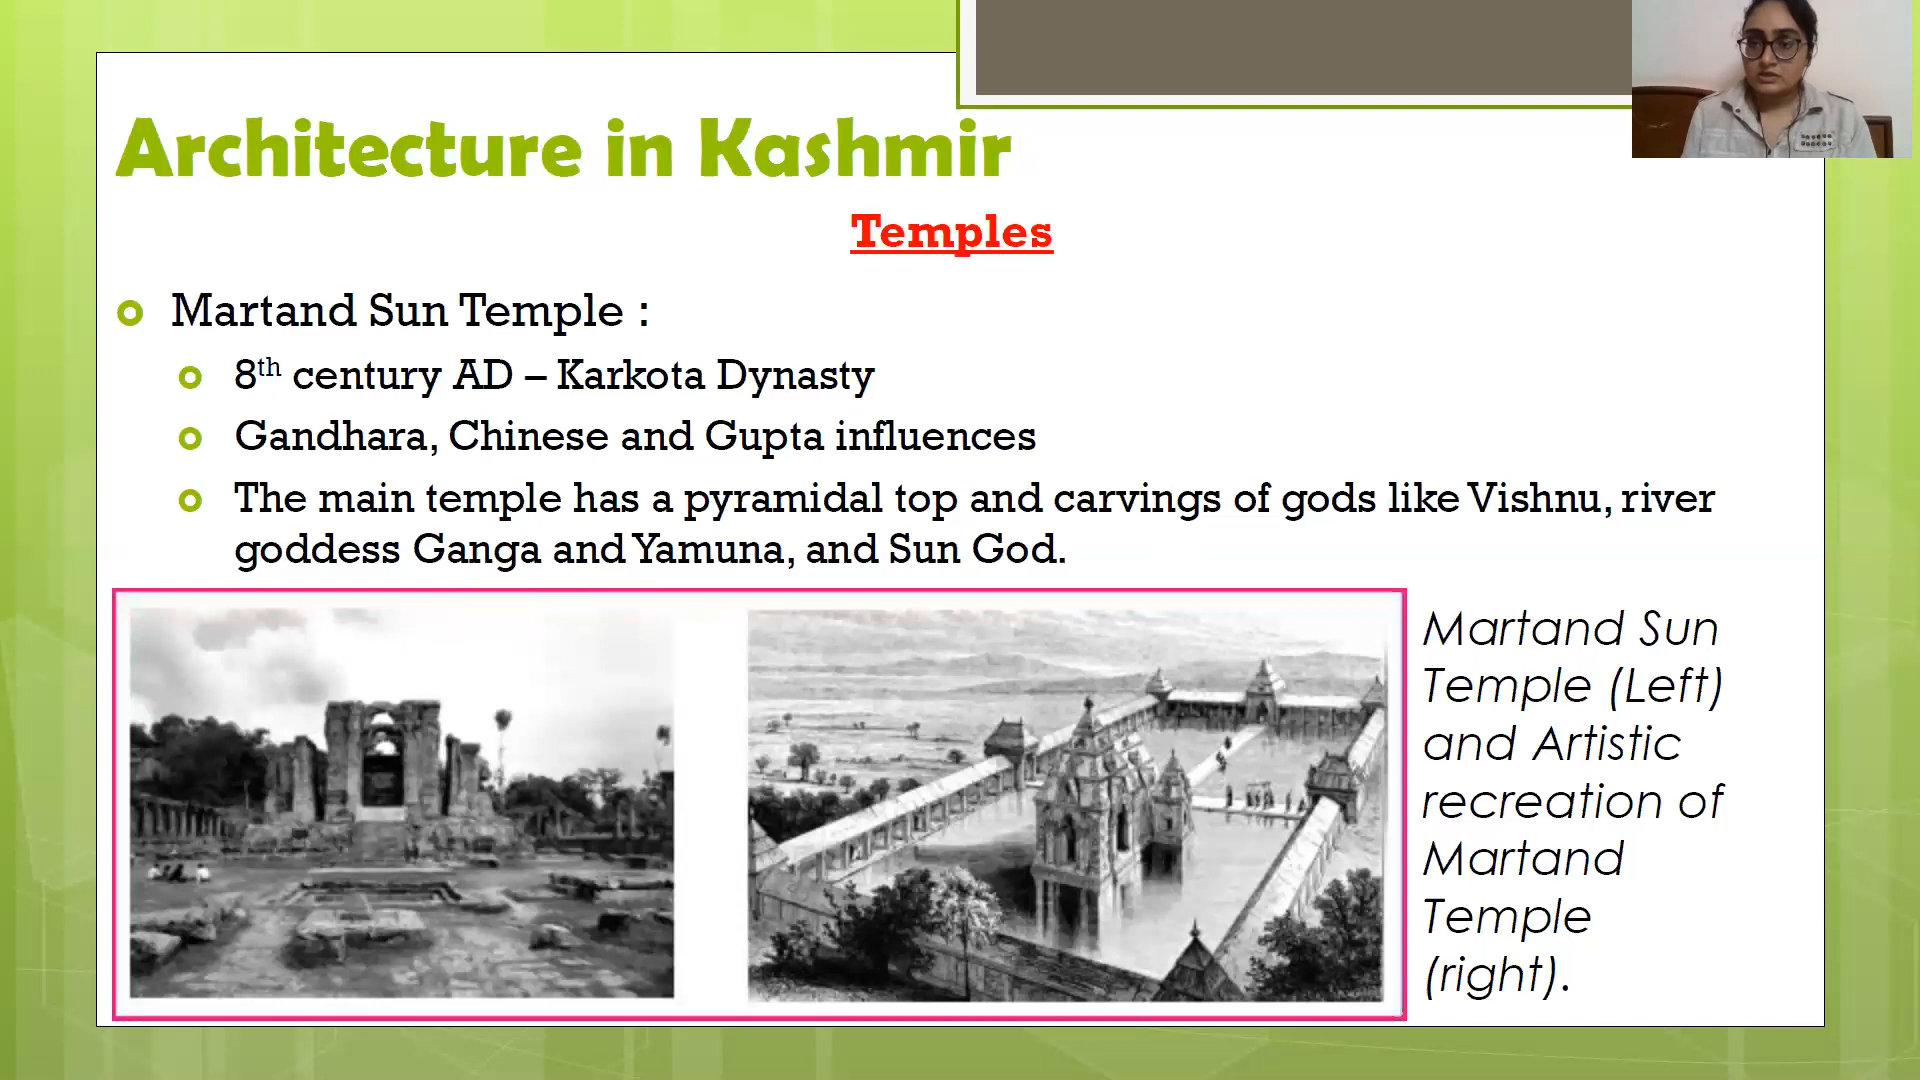 Architecture in Kashmir
Temples
Martand Sun Temple :
8th century AD – Karkota Dynasty
Gandhara, Chinese and Gupta influences
The main temple has a pyramidal top and carvings of gods like Vishnu, river
goddess Ganga and Yamuna, and Sun God.
Martand Sun
Temple (Left)
and Artistic
recreation of
Martand
Temple
(right).